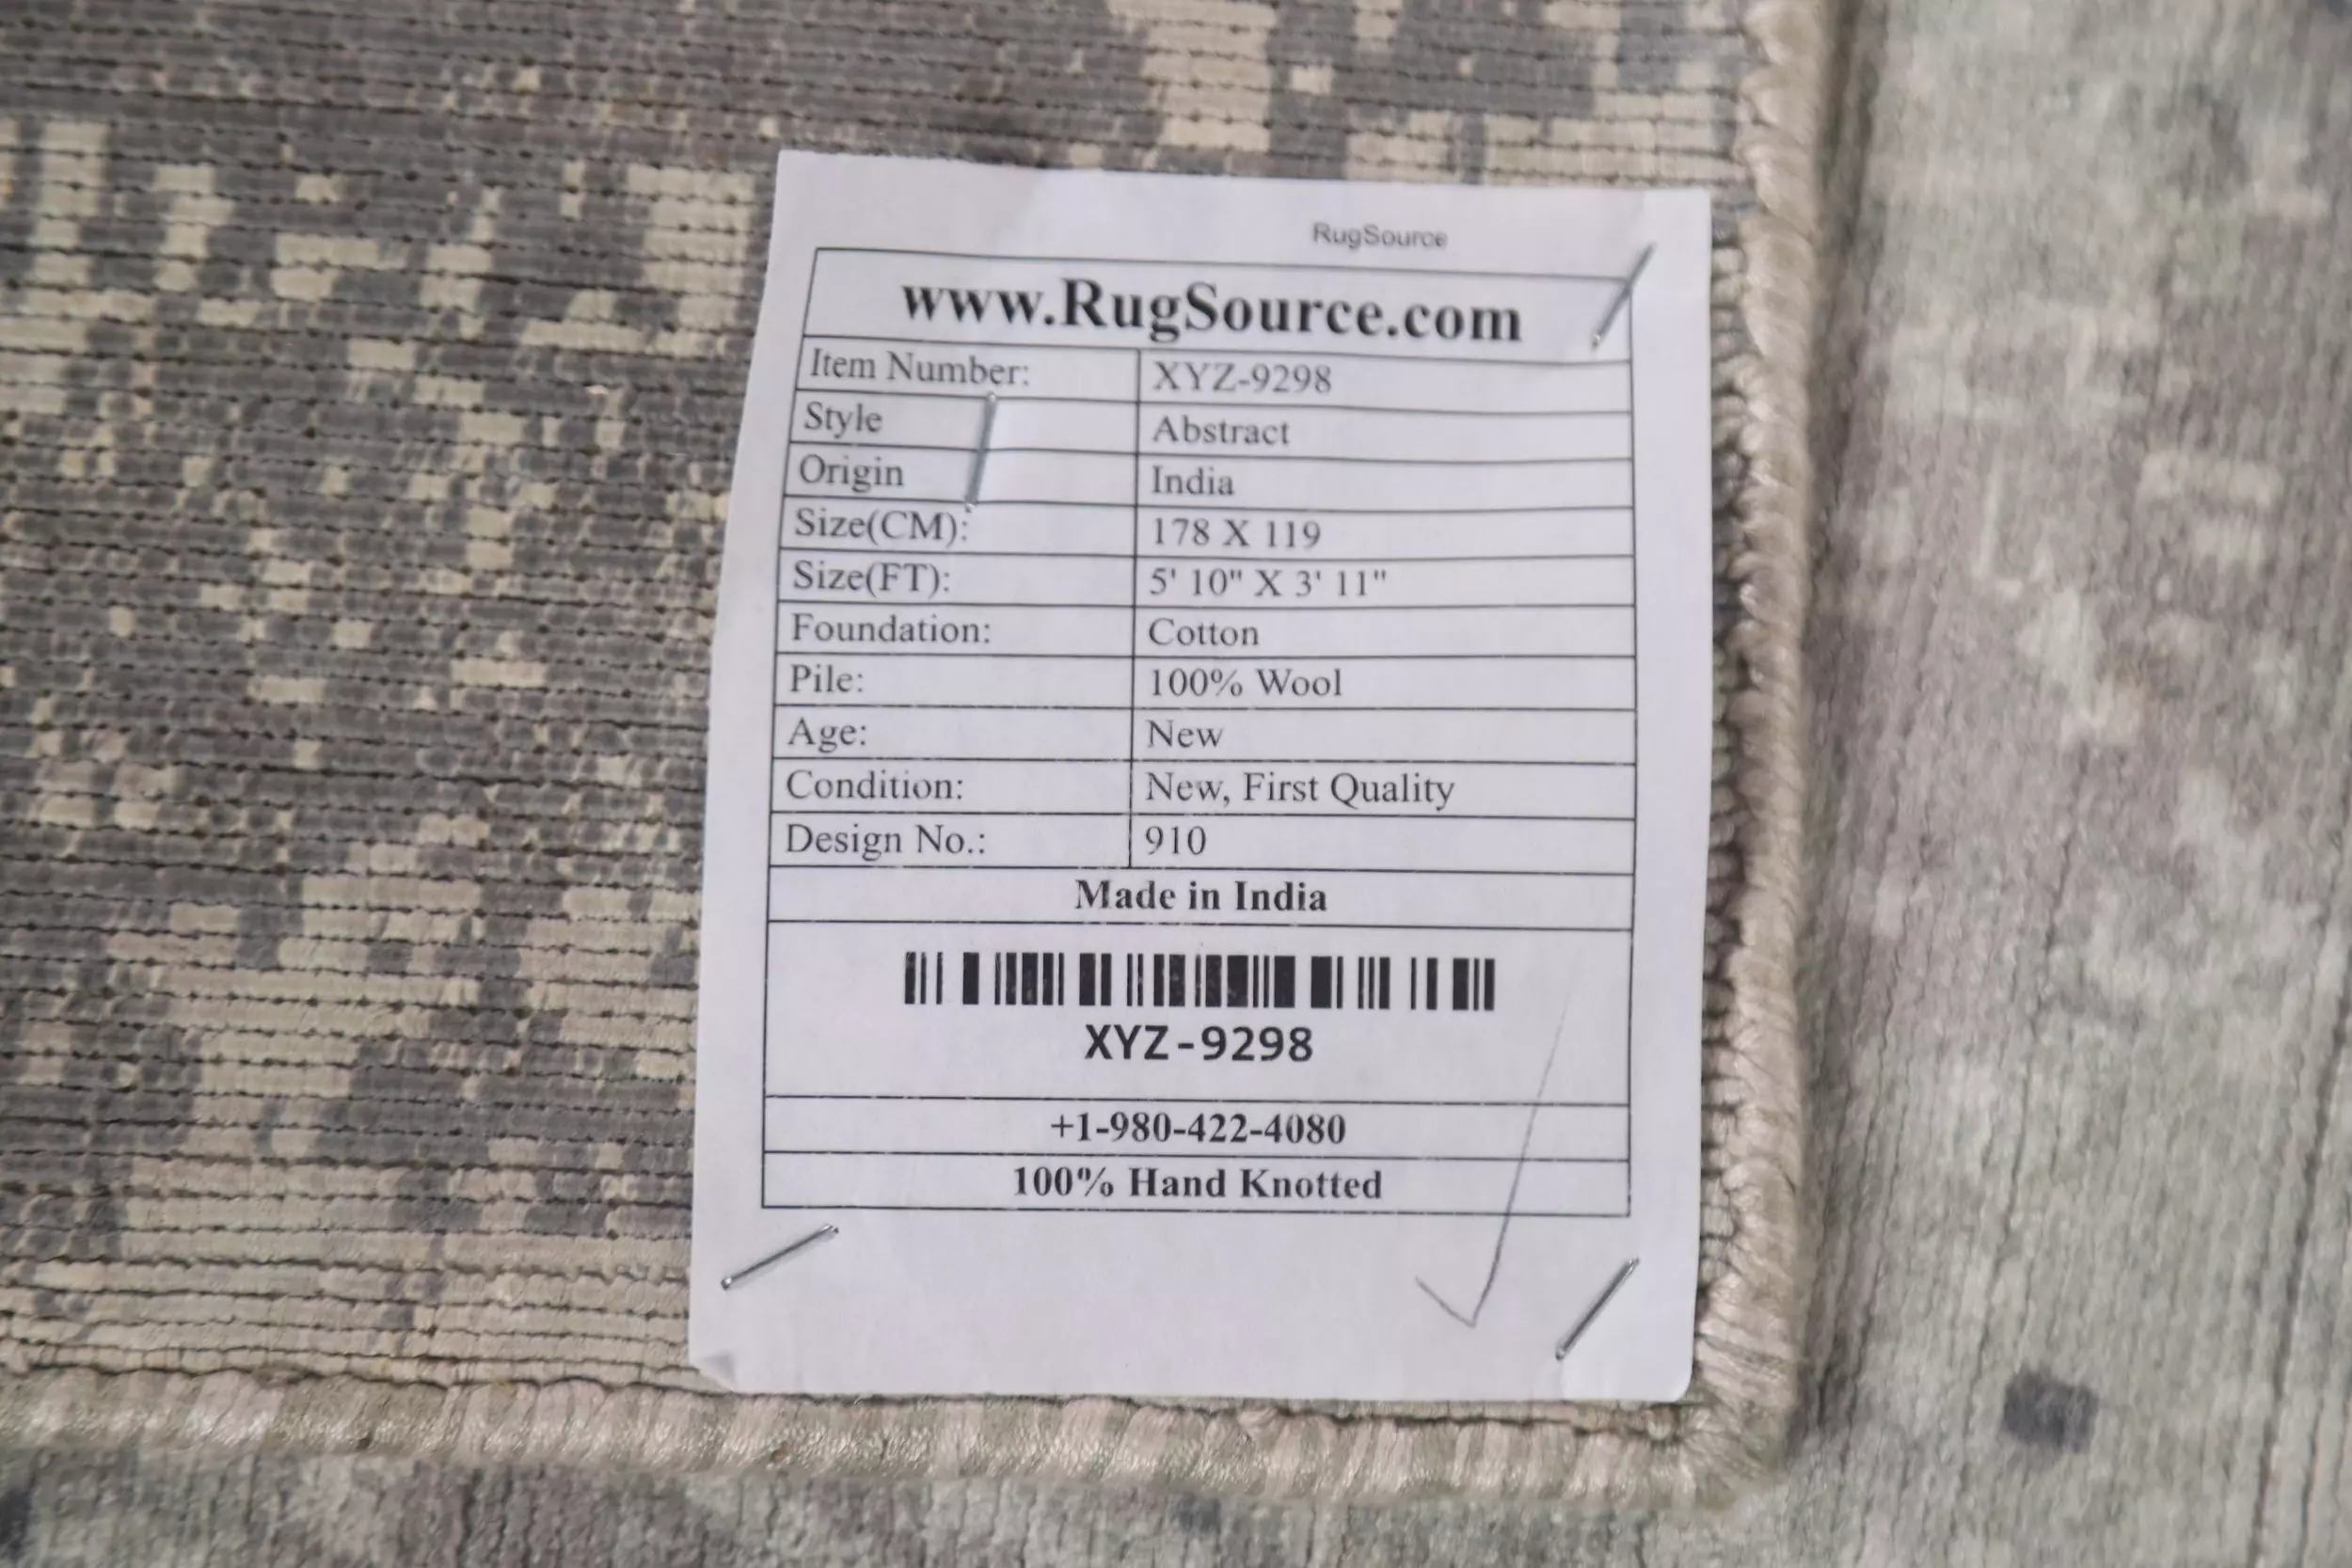 RugSource
www.RugSource.com
Item Number: XYZ-9298
Style Abstract
Origin India
Size(CM): 178 X 119
Size(FT): 5' 10" X 3' 11"
Foundation: Cotton
Pile: 100% Wool
Age: New
Condition: New, First Quality
Design No.: 910
Made in India
XYZ-9298
+1-980-422-4080
100% Hand Knotted